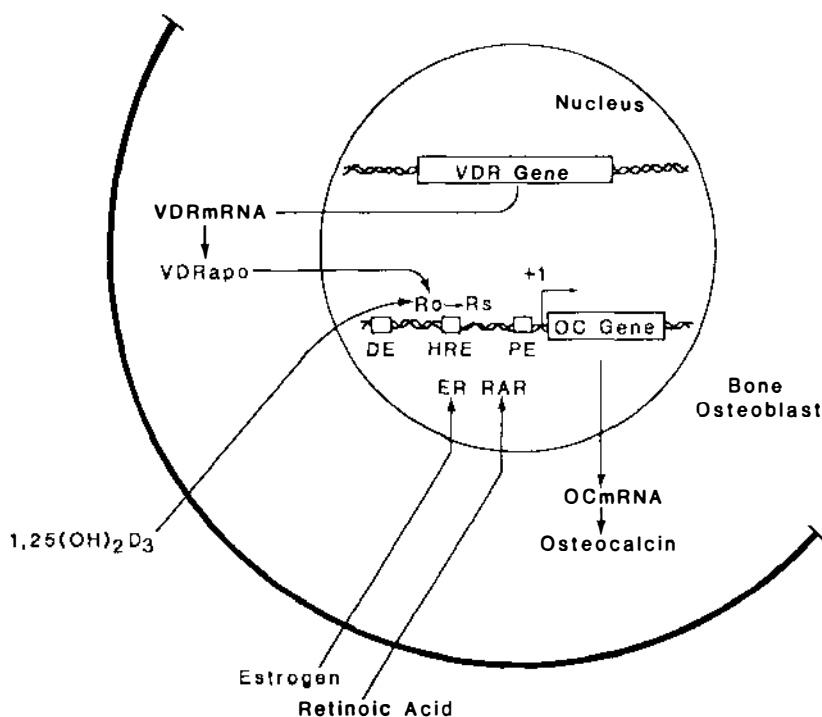 Nucleus
VDR Gene
VDRmRNA
VDRapo
+1
Ro Rs
OC Gene
DE HRE PE
ER RAR
Bone
Osteoblast
OCmRNA
1,25(OH)₂D₃
Osteocalcin
Estrogen
Retinoic Acid